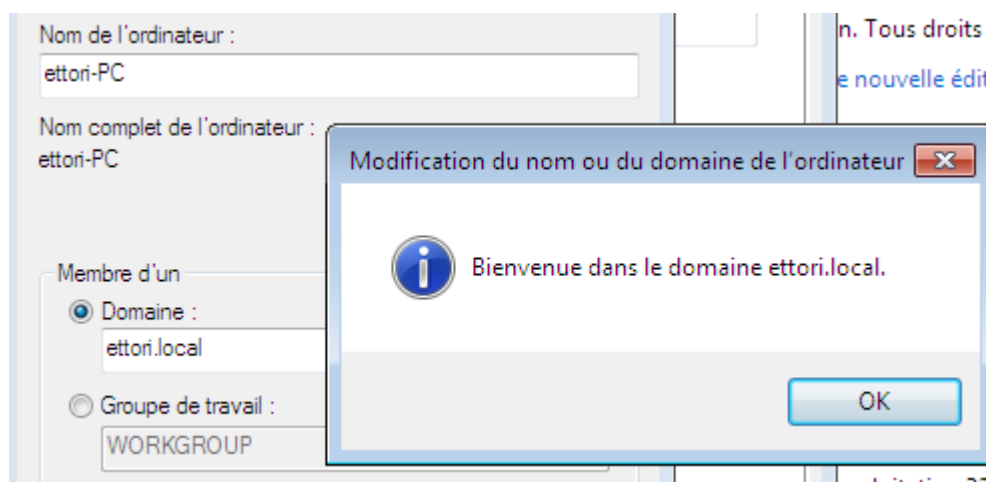 Nom de l'ordinateur :
ettori-PC
Nom complet de l'ordinateur :
ettori-PC
Membre d'un
Domaine :
ettori.local
Groupe de travail :
WORKGROUP
Modification du nom ou du domaine de l'ordinateur
Bienvenue dans le domaine ettori.local.
OK
n. Tous droits
e nouvelle édit